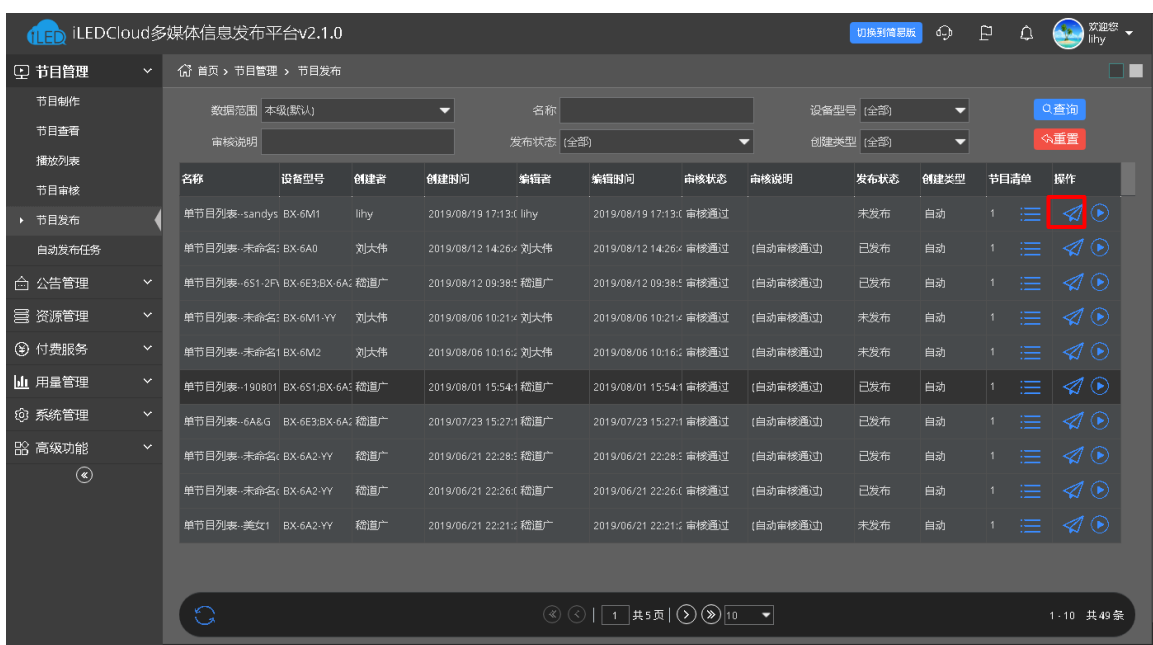 iLED iLEDCloud多媒体信息发布平台v2.1.0 切换到简易版 欢迎您
lihy
节目管理 首页 › 节目管理 › 节目发布
节目制作
节目查看
播放列表
节目审核
节目发布
自动发布任务
公告管理
资源管理
付费服务
用量管理
系统管理
高级功能
数据范围 本级(默认) 名称 设备型号 (全部) 查询
审核说明 发布状态 (全部) 创建类型 (全部) 重置
名称 设备型号 创建者 创建时间 编辑者 编辑时间 审核状态 审核说明 发布状态 创建类型 节目清单 操作
单节目列表--sandys BX-6M1 lihy 2019/08/19 17:13:( lihy 2019/08/19 17:13:( 审核通过 未发布 自动 1
单节目列表--未命名3 BX-6A0 刘大伟 2019/08/12 14:26:4 刘大伟 2019/08/12 14:26:4 审核通过 (自动审核通过) 已发布 自动 1
单节目列表--6S1-2F\ BX-6E3;BX-6A2 嵇道广 2019/08/12 09:38:5 嵇道广 2019/08/12 09:38:5 审核通过 (自动审核通过) 已发布 自动 1
单节目列表--未命名3 BX-6M1-YY 刘大伟 2019/08/06 10:21:4 刘大伟 2019/08/06 10:21:4 审核通过 (自动审核通过) 未发布 自动 1
单节目列表--未命名1 BX-6M2 刘大伟 2019/08/06 10:16:2 刘大伟 2019/08/06 10:16:2 审核通过 (自动审核通过) 未发布 自动 1
单节目列表--190801 BX-6S1;BX-6A3 嵇道广 2019/08/01 15:54:1 嵇道广 2019/08/01 15:54:1 审核通过 (自动审核通过) 已发布 自动 1
单节目列表--6A&G BX-6E3;BX-6A2 嵇道广 2019/07/23 15:27:1 嵇道广 2019/07/23 15:27:1 审核通过 (自动审核通过) 已发布 自动 1
单节目列表--未命名( BX-6A2-YY 嵇道广 2019/06/21 22:28:3 嵇道广 2019/06/21 22:28:3 审核通过 (自动审核通过) 已发布 自动 1
单节目列表--未命名( BX-6A2-YY 嵇道广 2019/06/21 22:26:( 嵇道广 2019/06/21 22:26:( 审核通过 (自动审核通过) 已发布 自动 1
单节目列表--美女1 BX-6A2-YY 嵇道广 2019/06/21 22:21:2 嵇道广 2019/06/21 22:21:2 审核通过 (自动审核通过) 未发布 自动 1
1 共5页 10 1 - 10 共49条